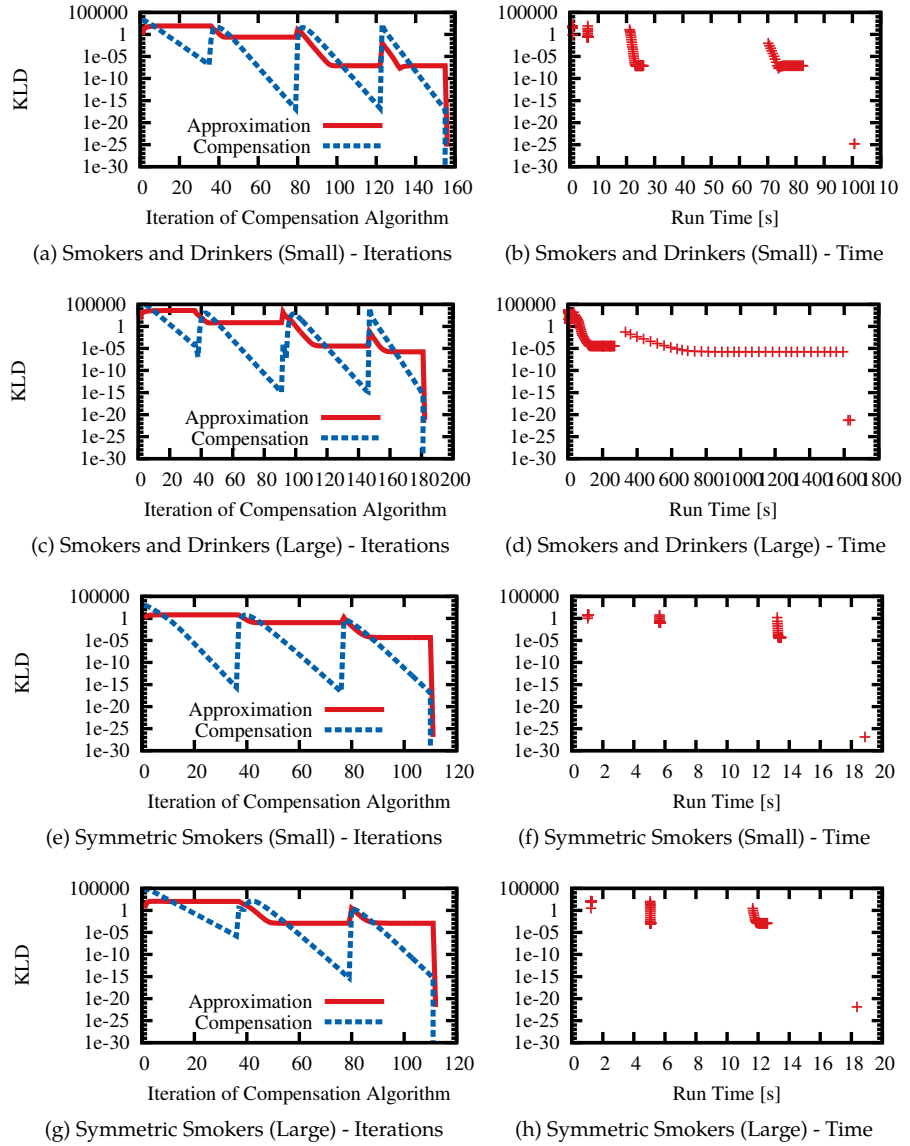 100000
1
1e-05
1e-10
1e-15
1e-20
1e-25
1e-30
KLD
Approximation
Compensation
0 20 40 60 80 100 120 140 160
Iteration of Compensation Algorithm
(a) Smokers and Drinkers (Small) - Iterations
100000
1
1e-05
1e-10
1e-15
1e-20
1e-25
1e-30
0 10 20 30 40 50 60 70 80 90 100 110
Run Time [s]
(b) Smokers and Drinkers (Small) - Time
100000
1
1e-05
1e-10
1e-15
1e-20
1e-25
1e-30
KLD
Approximation
Compensation
0 20 40 60 80 100 120 140 160 180 200
Iteration of Compensation Algorithm
(c) Smokers and Drinkers (Large) - Iterations
100000
1
1e-05
1e-10
1e-15
1e-20
1e-25
1e-30
0 200 400 600 800 1000 1200 1400 1600 1800
Run Time [s]
(d) Smokers and Drinkers (Large) - Time
100000
1
1e-05
1e-10
1e-15
1e-20
1e-25
1e-30
KLD
Approximation
Compensation
0 20 40 60 80 100 120
Iteration of Compensation Algorithm
(e) Symmetric Smokers (Small) - Iterations
100000
1
1e-05
1e-10
1e-15
1e-20
1e-25
1e-30
0 2 4 6 8 10 12 14 16 18 20
Run Time [s]
(f) Symmetric Smokers (Small) - Time
100000
1
1e-05
1e-10
1e-15
1e-20
1e-25
1e-30
KLD
Approximation
Compensation
0 20 40 60 80 100 120
Iteration of Compensation Algorithm
(g) Symmetric Smokers (Large) - Iterations
100000
1
1e-05
1e-10
1e-15
1e-20
1e-25
1e-30
0 2 4 6 8 10 12 14 16 18 20
Run Time [s]
(h) Symmetric Smokers (Large) - Time